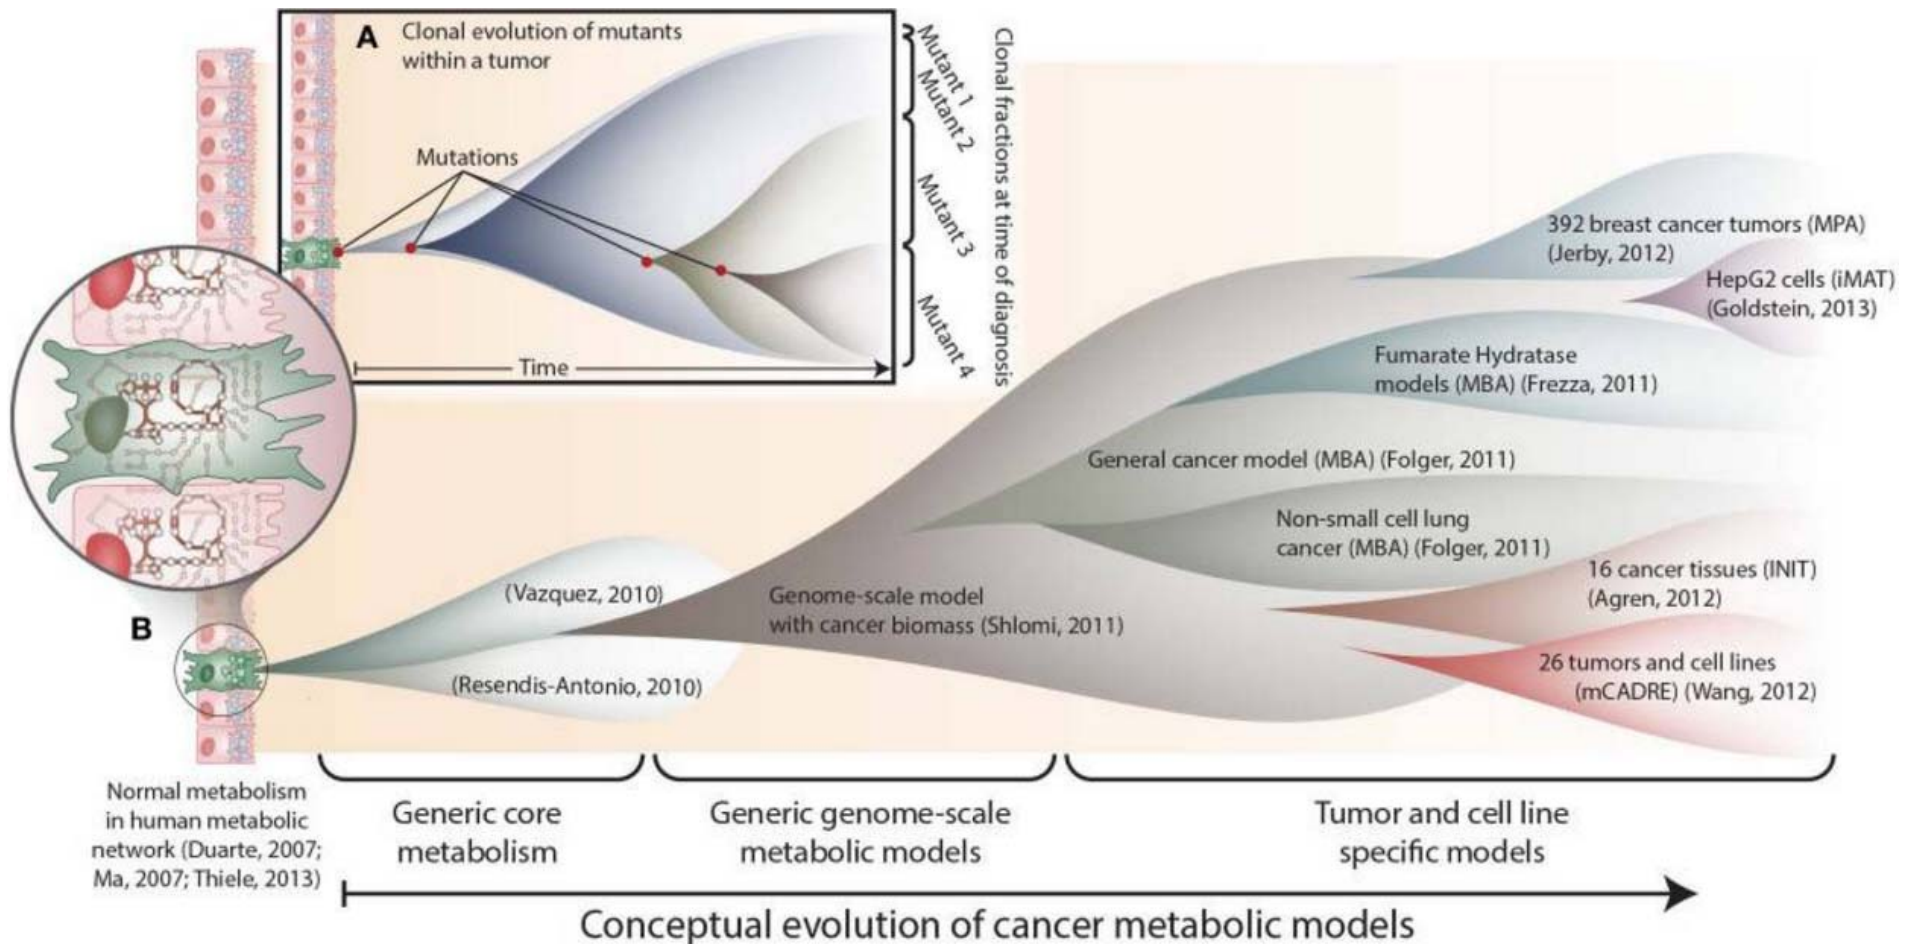 A
Clonal evolution of mutants
within a tumor
Mutations
Time
Mutant 1
Mutant 2
Mutant 3
Mutant 4
Clonal fractions at time of diagnosis
B
392 breast cancer tumors (MPA)
(Jerby, 2012)
HepG2 cells (iMAT)
(Goldstein, 2013)
Fumarate Hydratase
models (MBA) (Frezza, 2011)
General cancer model (MBA) (Folger, 2011)
Non-small cell lung
cancer (MBA) (Folger, 2011)
16 cancer tissues (INIT)
(Agren, 2012)
(Vazquez, 2010)
Genome-scale model
with cancer biomass (Shlomi, 2011)
(Resendis-Antonio, 2010)
26 tumors and cell lines
(mCADRE) (Wang, 2012)
Normal metabolism
in human metabolic
network (Duarte, 2007;
Ma, 2007; Thiele, 2013)
Generic core
metabolism
Generic genome-scale
metabolic models
Tumor and cell line
specific models
Conceptual evolution of cancer metabolic models